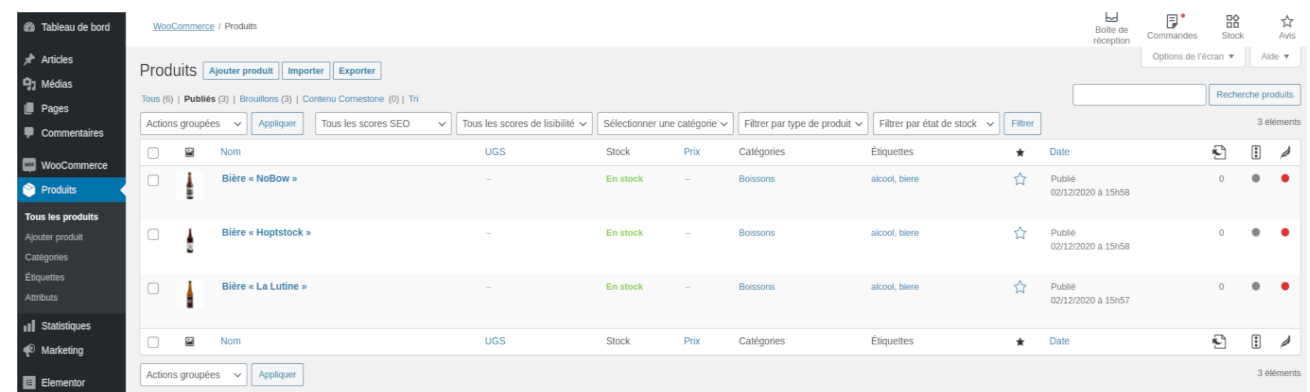 Tableau de bord
Articles
Médias
Pages
Commentaires
WooCommerce
Produits
Tous les produits
Ajouter produit
Catégories
Étiquettes
Attributs
Statistiques
Marketing
Elementor
WooCommerce / Produits
Boîte de réception
Commandes
Stock
Avis
Options de l'écran ▼
Aide ▼
Produits Ajouter produit Importer Exporter
Tous (6) | Publiés (3) | Brouillons (3) | Contenu Cornestone (0) | Tri
Recherche produits
Actions groupées Appliquer Tous les scores SEO Tous les scores de lisibilité Sélectionner une catégorie Filtrer par type de produit Filtrer par état de stock Filtrer 3 éléments
Nom UGS Stock Prix Catégories Étiquettes Date
Bière « NoBow » – En stock – Boissons alcool, biere Publié 0
02/12/2020 à 15h58
Bière « Hoptstock » – En stock – Boissons alcool, biere Publié 0
02/12/2020 à 15h58
Bière « La Lutine » – En stock – Boissons alcool, biere Publié 0
02/12/2020 à 15h57
Nom UGS Stock Prix Catégories Étiquettes Date
Actions groupées Appliquer 3 éléments